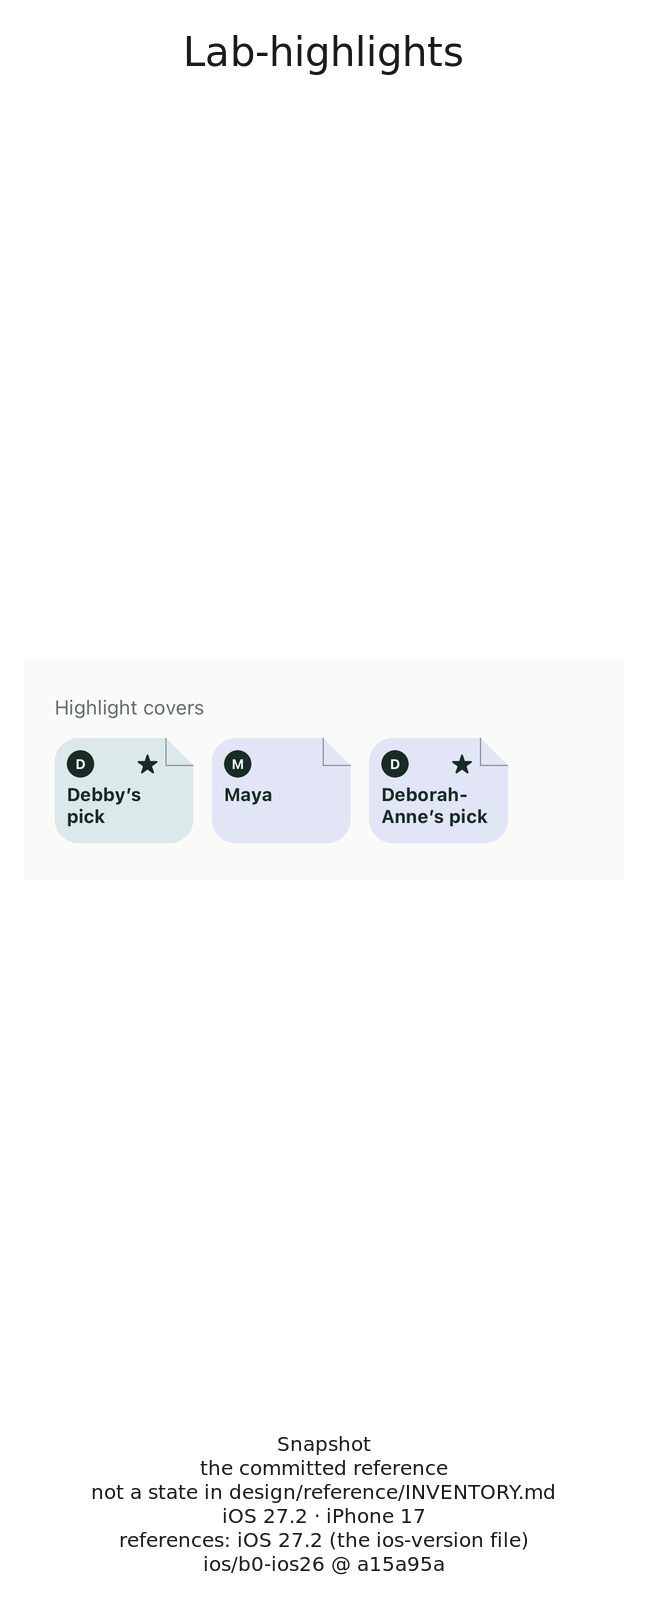 Lab-highlights
Highlight covers
D
Debby’s
pick
M
Maya
D
Deborah-
Anne’s pick
Snapshot
the committed reference
not a state in design/reference/INVENTORY.md
iOS 27.2 · iPhone 17
references: iOS 27.2 (the ios-version file)
ios/b0-ios26 @ a15a95a